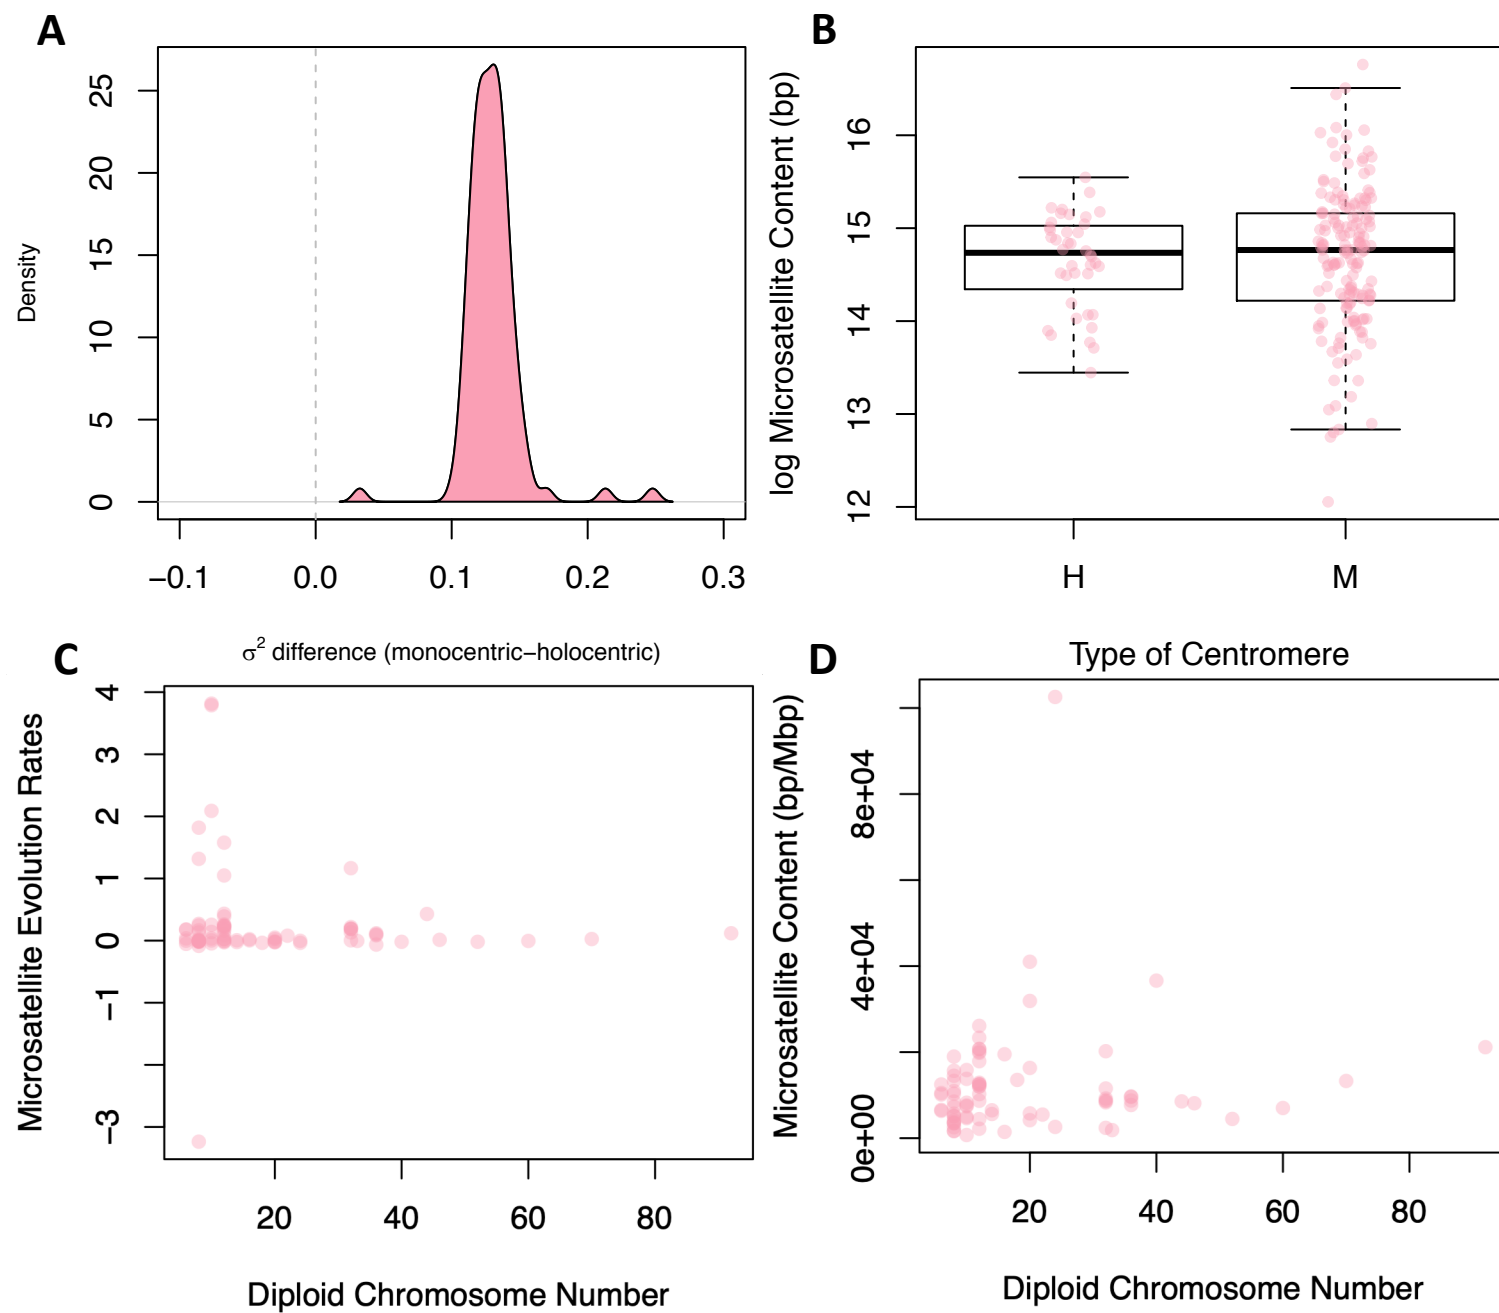 A
Density
25
20
15
10
5
0
−0.1
0.0
0.1
0.2
0.3
σ2 difference (monocentric−holocentric)
B
log Microsatellite Content (bp)
16
15
14
13
12
H
M
Type of Centromere
C
Microsatellite Evolution Rates
4
3
2
1
0
−1
−3
20
40
60
80
Diploid Chromosome Number
D
Microsatellite Content (bp/Mbp)
8e+04
4e+04
0e+00
20
40
60
80
Diploid Chromosome Number